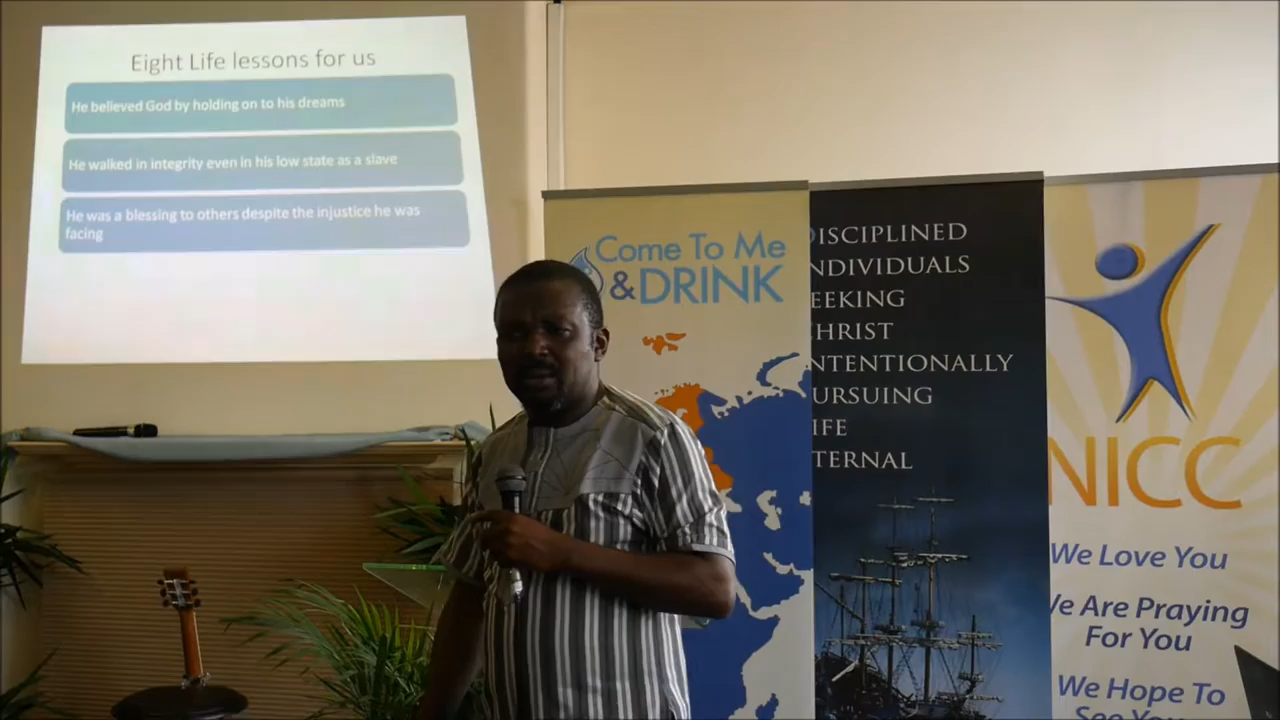 Eight Life lessons for us
He believed God by holding on to his dreams
He walked in integrity even in his low state as a slave
He was a blessing to others despite the injustice he was
facing
Come To Me
& DRINK
ISCIPLINED
NDIVIDUALS
EEKING
HRIST
NTENTIONALLY
URSUING
IFE
TERNAL
NICC
We Love You
We Are Praying
For You
We Hope To
See You